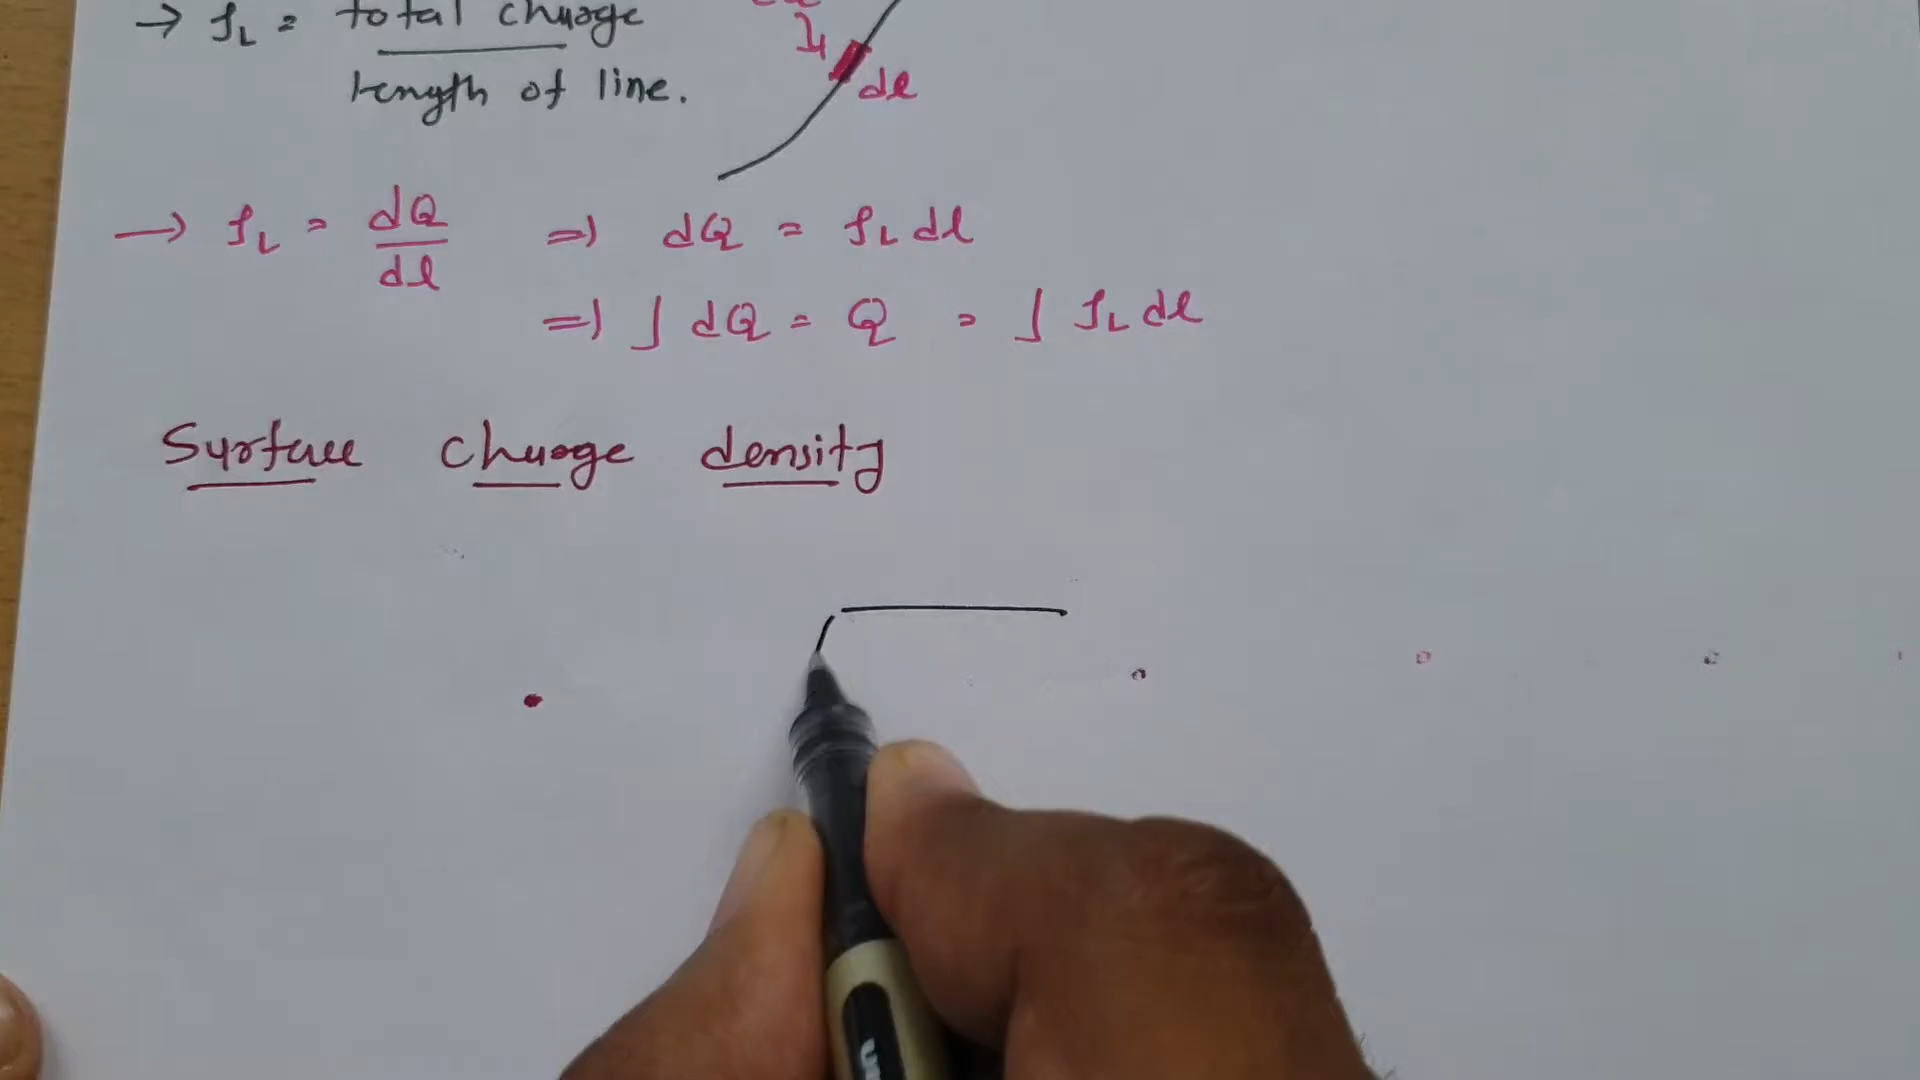 → ρL = total charge
length of line.
dl
→ ρL = dQ/dl ⇒ dQ = ρL dl
⇒ ∫ dQ = Q = ∫ ρL dl
Surface charge density